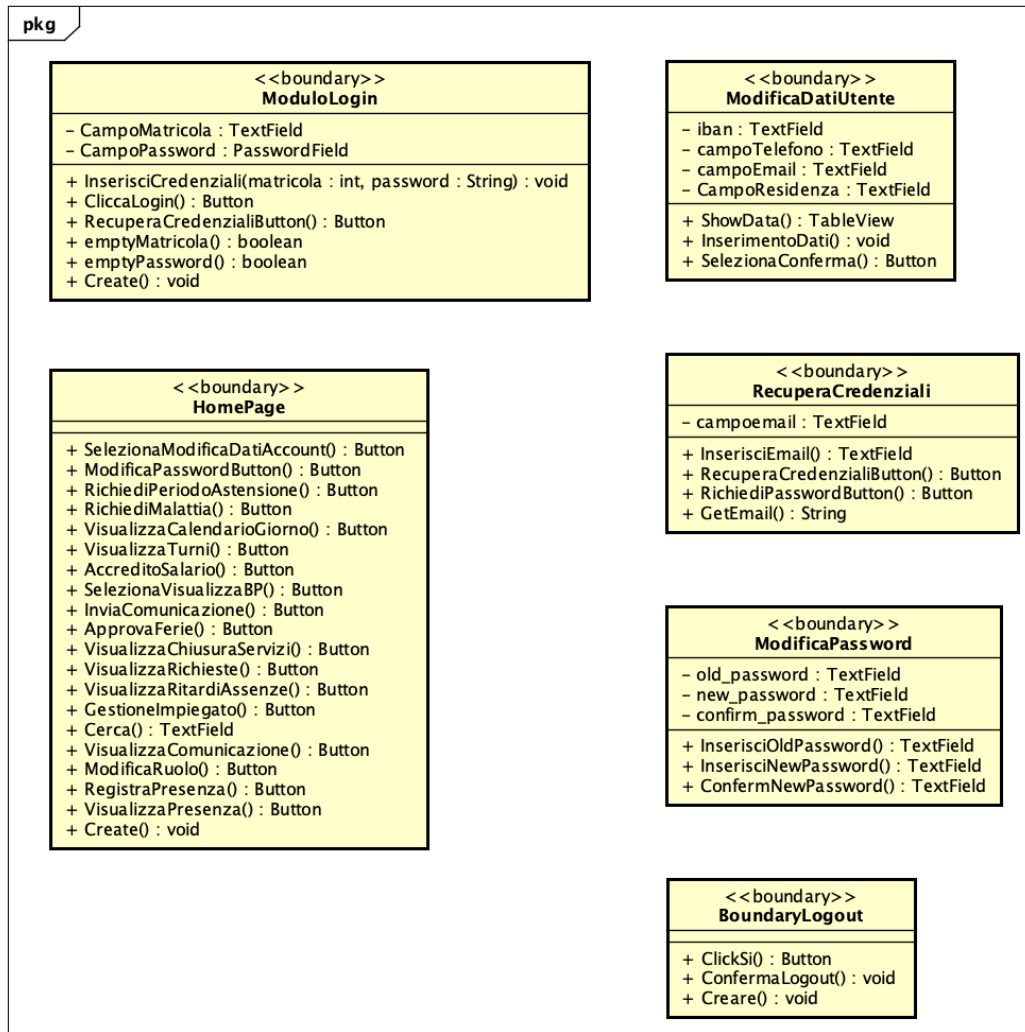 pkg
<<boundary>>
ModuloLogin
– CampoMatricola : TextField
– CampoPassword : PasswordField
+ InserisciCredenziali(matricola : int, password : String) : void
+ CliccaLogin() : Button
+ RecuperaCredenzialiButton() : Button
+ emptyMatricola() : boolean
+ emptyPassword() : boolean
+ Create() : void
<<boundary>>
HomePage
+ SelezionaModificaDatiAccount() : Button
+ ModificaPasswordButton() : Button
+ RichiediPeriodoAstensione() : Button
+ RichiediMalattia() : Button
+ VisualizzaCalendarioGiorno() : Button
+ VisualizzaTurni() : Button
+ AccreditoSalario() : Button
+ SelezionaVisualizzaBP() : Button
+ InviaComunicazione() : Button
+ ApprovaFerie() : Button
+ VisualizzaChiusuraServizi() : Button
+ VisualizzaRichieste() : Button
+ VisualizzaRitardiAssenze() : Button
+ GestioneImpiegato() : Button
+ Cerca() : TextField
+ VisualizzaComunicazione() : Button
+ ModificaRuolo() : Button
+ RegistraPresenza() : Button
+ VisualizzaPresenza() : Button
+ Create() : void
<<boundary>>
ModificaDatiUtente
– iban : TextField
– campoTelefono : TextField
– campoEmail : TextField
– CampoResidenza : TextField
+ ShowData() : TableView
+ InserimentoDati() : void
+ SelezionaConferma() : Button
<<boundary>>
RecuperaCredenziali
– campoemail : TextField
+ InserisciEmail() : TextField
+ RecuperaCredenzialiButton() : Button
+ RichiediPasswordButton() : Button
+ GetEmail() : String
<<boundary>>
ModificaPassword
– old_password : TextField
– new_password : TextField
– confirm_password : TextField
+ InserisciOldPassword() : TextField
+ InserisciNewPassword() : TextField
+ ConfermNewPassword() : TextField
<<boundary>>
BoundaryLogout
+ ClickSi() : Button
+ ConfermaLogout() : void
+ Creare() : void